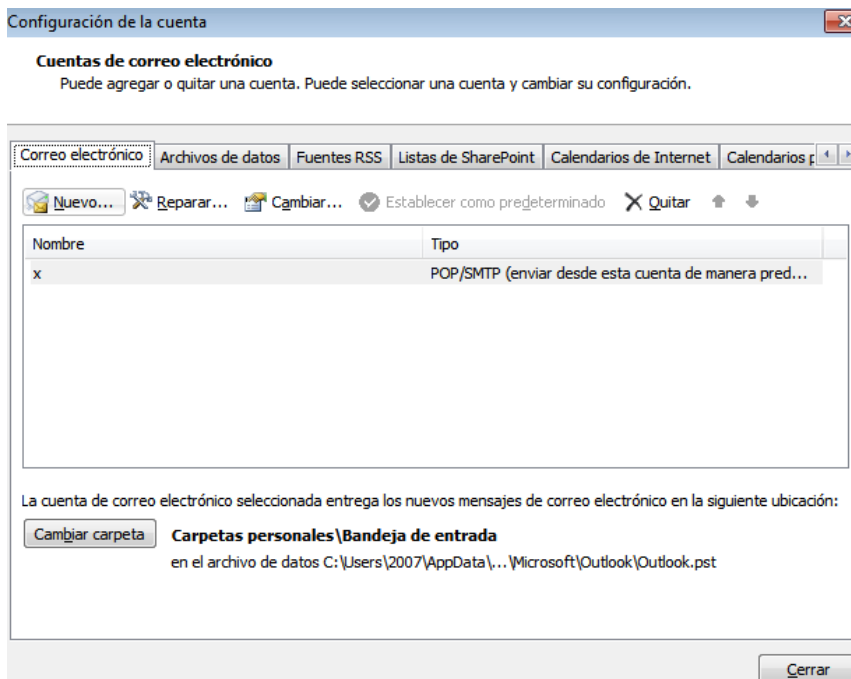 Configuración de la cuenta
Cuentas de correo electrónico
Puede agregar o quitar una cuenta. Puede seleccionar una cuenta y cambiar su configuración.
Correo electrónico Archivos de datos Fuentes RSS Listas de SharePoint Calendarios de Internet Calendarios p
Nuevo... Reparar... Cambiar... Establecer como predeterminado Quitar
Nombre Tipo
x POP/SMTP (enviar desde esta cuenta de manera pred...
La cuenta de correo electrónico seleccionada entrega los nuevos mensajes de correo electrónico en la siguiente ubicación:
Cambiar carpeta Carpetas personales\Bandeja de entrada
en el archivo de datos C:\Users\2007\AppData\...\Microsoft\Outlook\Outlook.pst
Cerrar